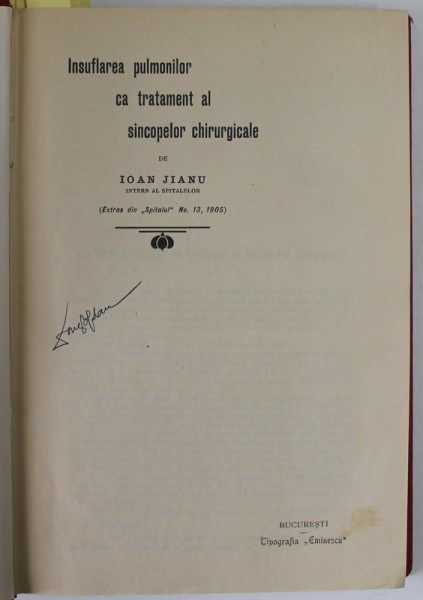 Insuflarea pulmonilor
ca tratament al
sincopelor chirurgicale
DE
IOAN JIANU
INTERN AL SPITALELOR
(Extras din „Spitalul“ No. 13, 1905)
BUCUREȘTI
Tipografia „Eminescu“